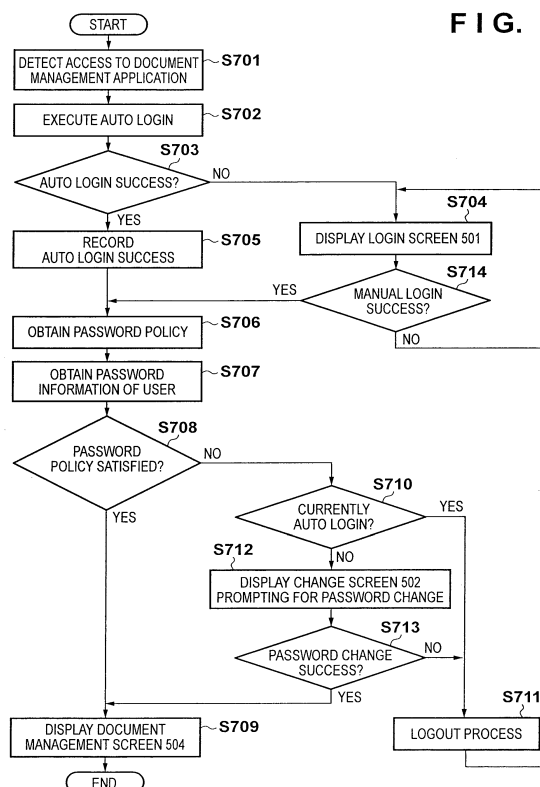 FIG.
START
DETECT ACCESS TO DOCUMENT
MANAGEMENT APPLICATION
S701
EXECUTE AUTO LOGIN
S702
S703
AUTO LOGIN SUCCESS?
NO
YES
S704
DISPLAY LOGIN SCREEN 501
RECORD
AUTO LOGIN SUCCESS
S705
S714
MANUAL LOGIN
SUCCESS?
YES
NO
OBTAIN PASSWORD POLICY
S706
OBTAIN PASSWORD
INFORMATION OF USER
S707
S708
PASSWORD
POLICY SATISFIED?
NO
YES
S710
CURRENTLY
AUTO LOGIN?
YES
NO
S712
DISPLAY CHANGE SCREEN 502
PROMPTING FOR PASSWORD CHANGE
S713
PASSWORD CHANGE
SUCCESS?
NO
YES
S711
LOGOUT PROCESS
DISPLAY DOCUMENT
MANAGEMENT SCREEN 504
S709
END